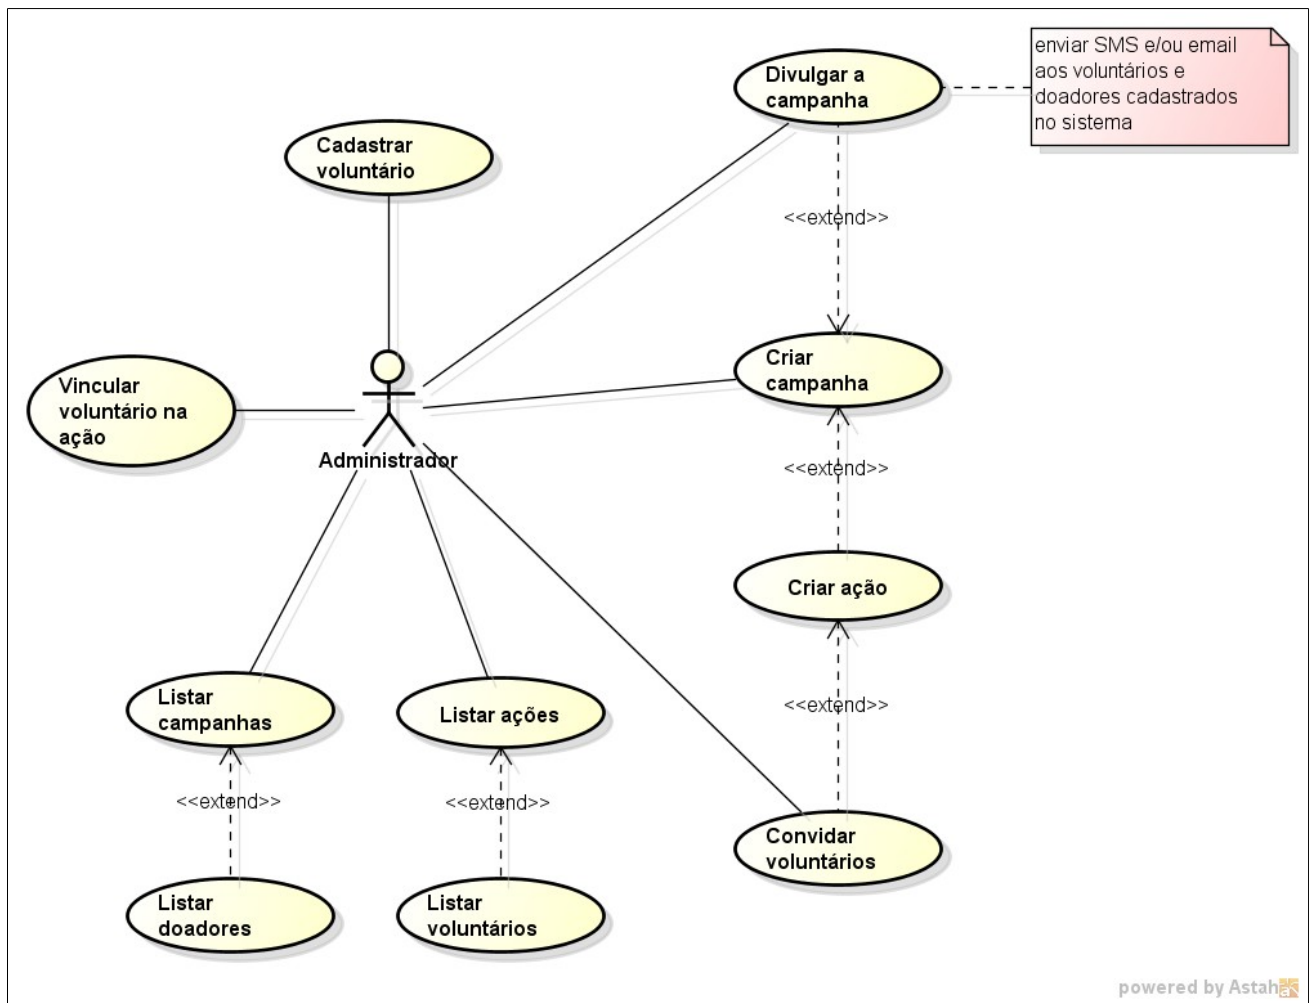 Divulgar a
campanha
enviar SMS e/ou email
aos voluntários e
doadores cadastrados
no sistema
Cadastrar
voluntário
<<extend>>
Criar
campanha
Vincular
voluntário na
ação
Administrador
<<extend>>
Criar ação
<<extend>>
Listar
campanhas
Listar ações
<<extend>>
<<extend>>
Convidar
voluntários
Listar
doadores
Listar
voluntários
powered by Astah